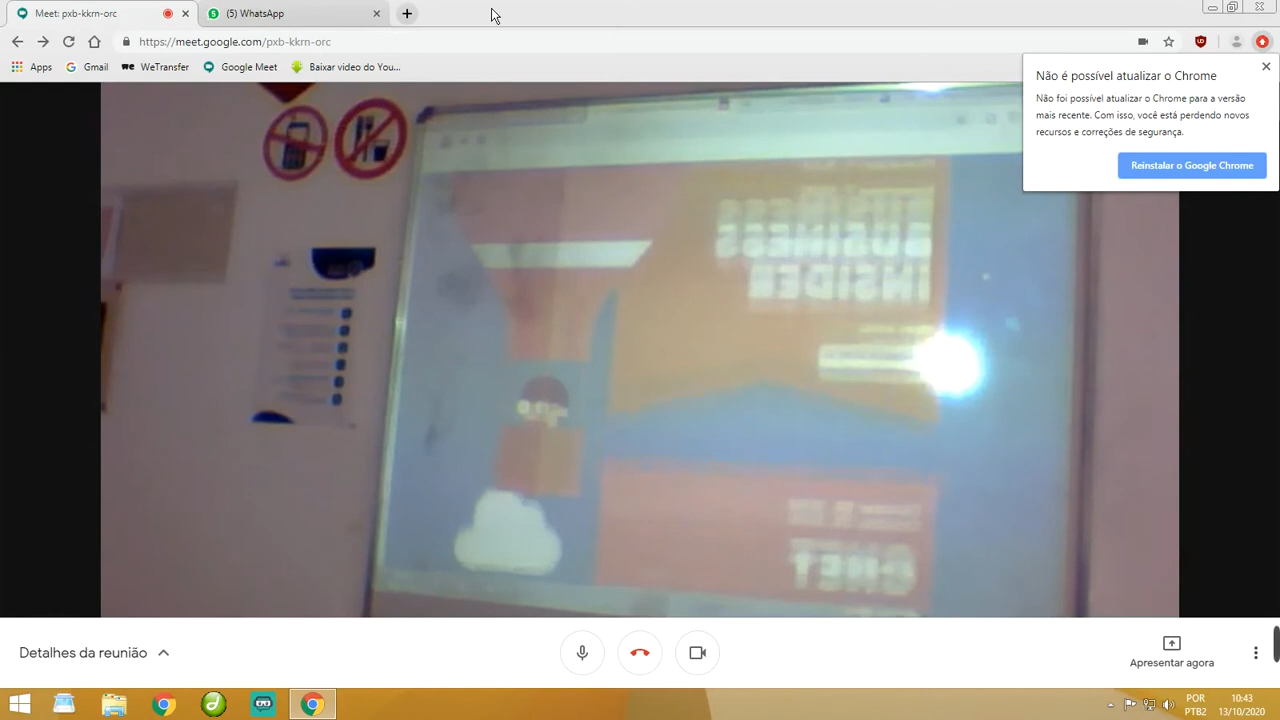 Meet: pxb-kkrn-orc
(5) WhatsApp
https://meet.google.com/pxb-kkrn-orc
Apps
Gmail
WeTransfer
Google Meet
Baixar video do You...
Não é possível atualizar o Chrome
Não foi possível atualizar o Chrome para a versão
mais recente. Com isso, você está perdendo novos
recursos e correções de segurança.
Reinstalar o Google Chrome
BUSINESS
INSIDER
Detalhes da reunião
Apresentar agora
POR
PTB2
10:43
13/10/2020